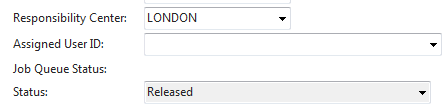 Responsibility Center: LONDON
Assigned User ID:
Job Queue Status:
Status: Released